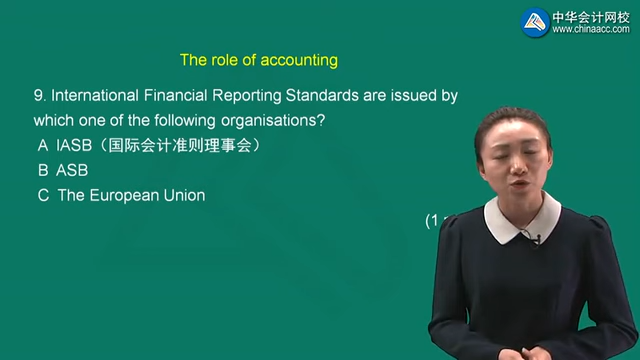 中华会计网校
www.chinaacc.com
The role of accounting
9. International Financial Reporting Standards are issued by
which one of the following organisations?
A IASB（国际会计准则理事会）
B ASB
C The European Union
(1